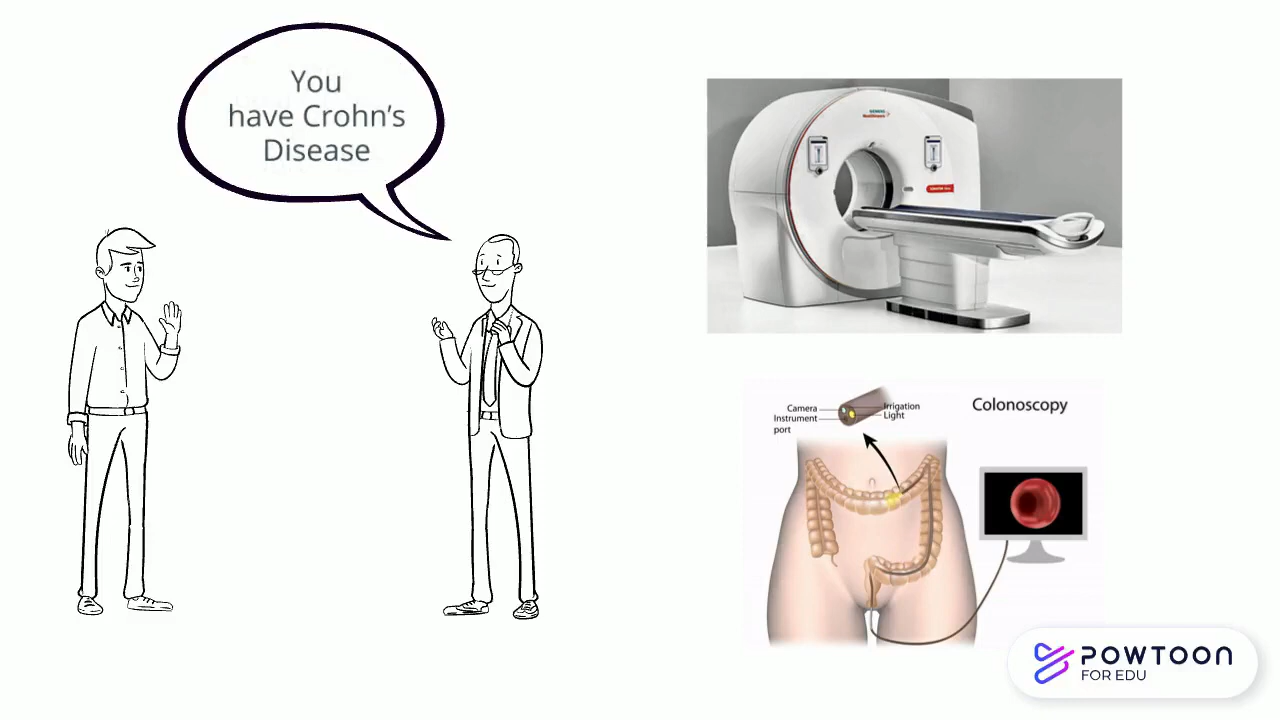 You
have Crohn's
Disease
Camera
Instrument
port
Irrigation
Light
Colonoscopy
POWTOON
FOR EDU